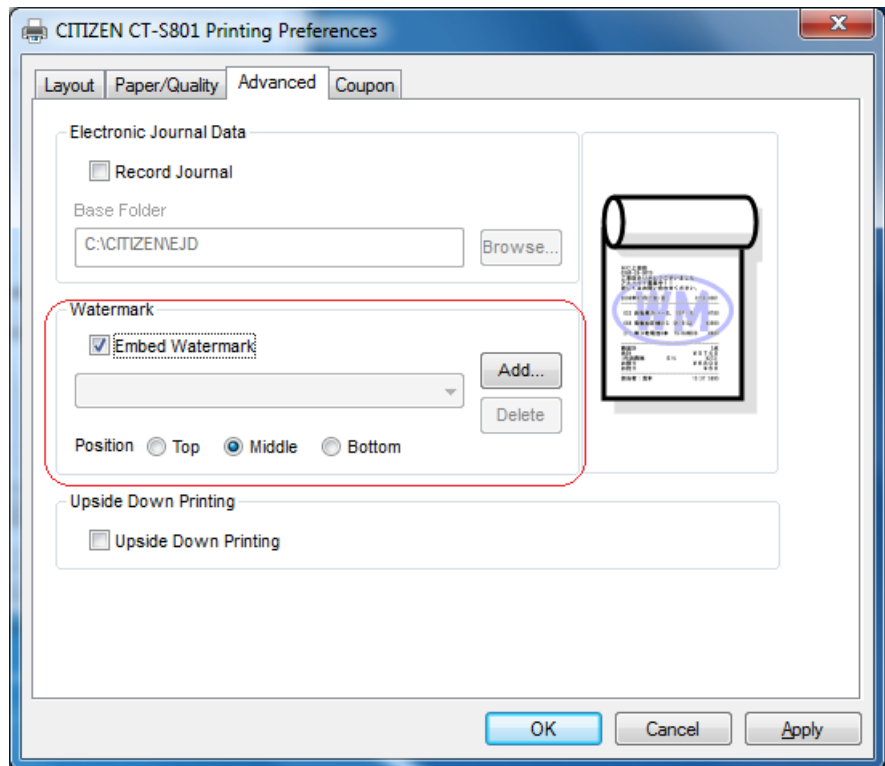 CITIZEN CT-S801 Printing Preferences
Layout Paper/Quality Advanced Coupon
Electronic Journal Data
Record Journal
Base Folder
C:\CITIZEN\EJD Browse...
Watermark
Embed Watermark
Add...
Delete
Position Top Middle Bottom
WM
Upside Down Printing
Upside Down Printing
OK Cancel Apply